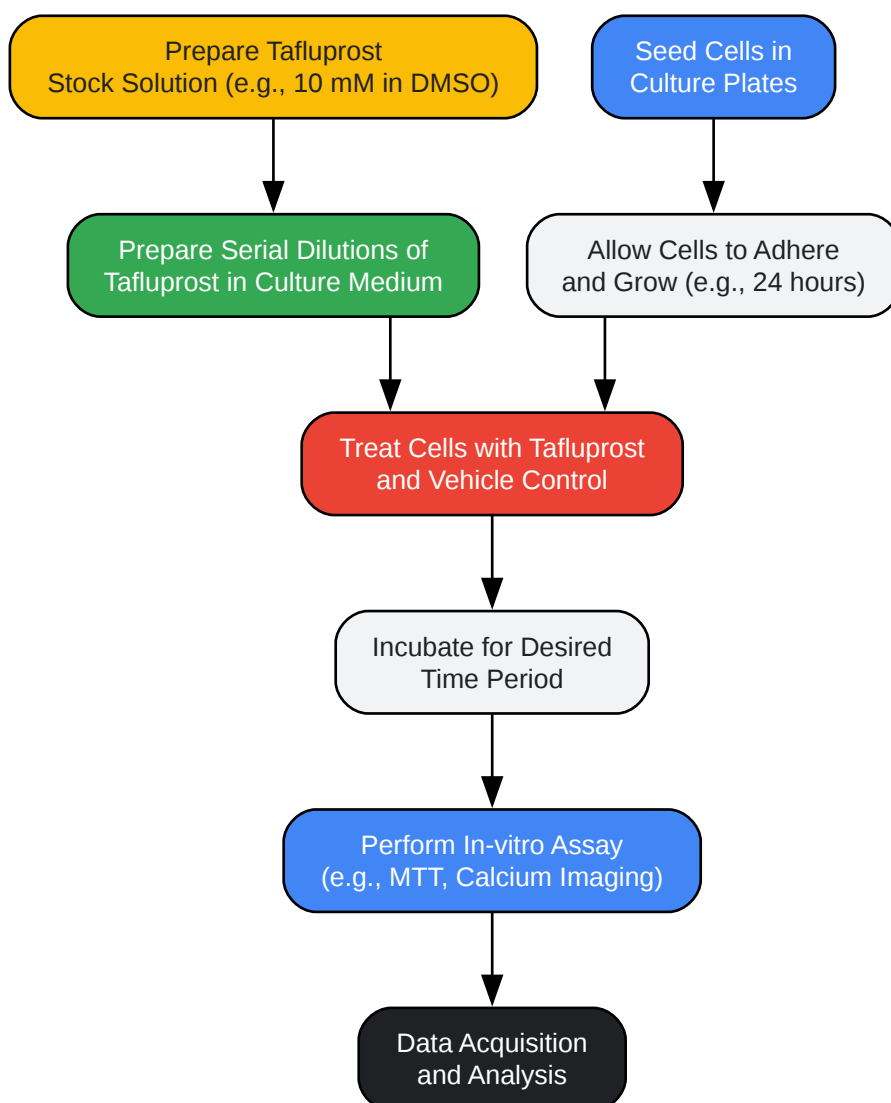 Prepare Tafluprost
Stock Solution (e.g., 10 mM in DMSO)
Seed Cells in
Culture Plates
Prepare Serial Dilutions of
Tafluprost in Culture Medium
Allow Cells to Adhere
and Grow (e.g., 24 hours)
Treat Cells with Tafluprost
and Vehicle Control
Incubate for Desired
Time Period
Perform In-vitro Assay
(e.g., MTT, Calcium Imaging)
Data Acquisition
and Analysis